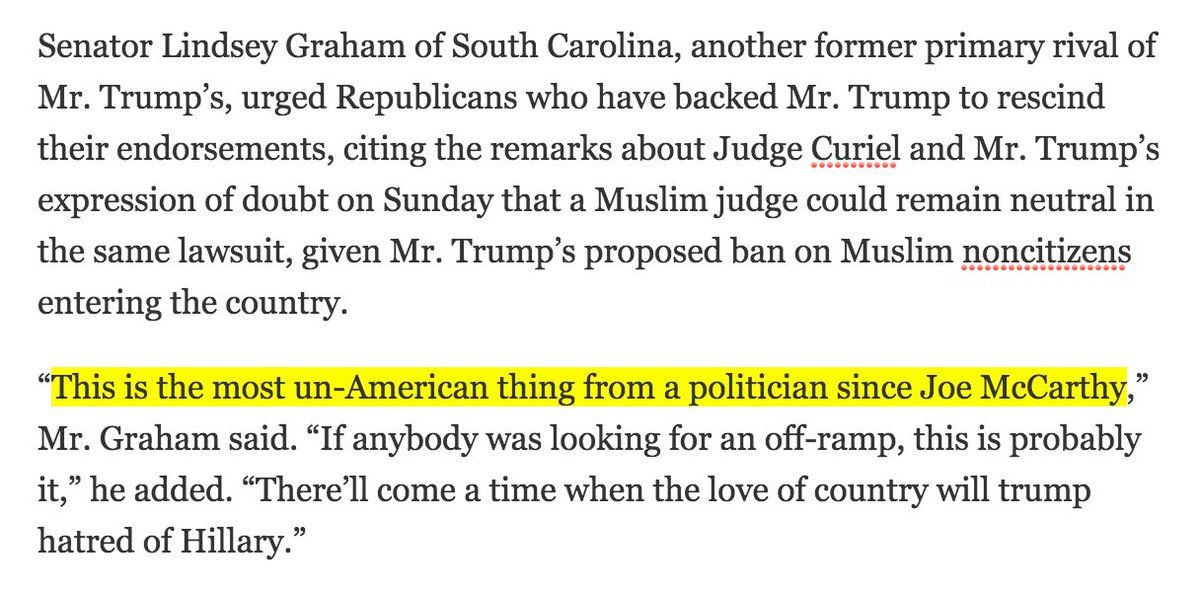 Senator Lindsey Graham of South Carolina, another former primary rival of
Mr. Trump’s, urged Republicans who have backed Mr. Trump to rescind
their endorsements, citing the remarks about Judge Curiel and Mr. Trump’s
expression of doubt on Sunday that a Muslim judge could remain neutral in
the same lawsuit, given Mr. Trump’s proposed ban on Muslim noncitizens
entering the country.
“This is the most un-American thing from a politician since Joe McCarthy,”
Mr. Graham said. “If anybody was looking for an off-ramp, this is probably
it,” he added. “There’ll come a time when the love of country will trump
hatred of Hillary.”